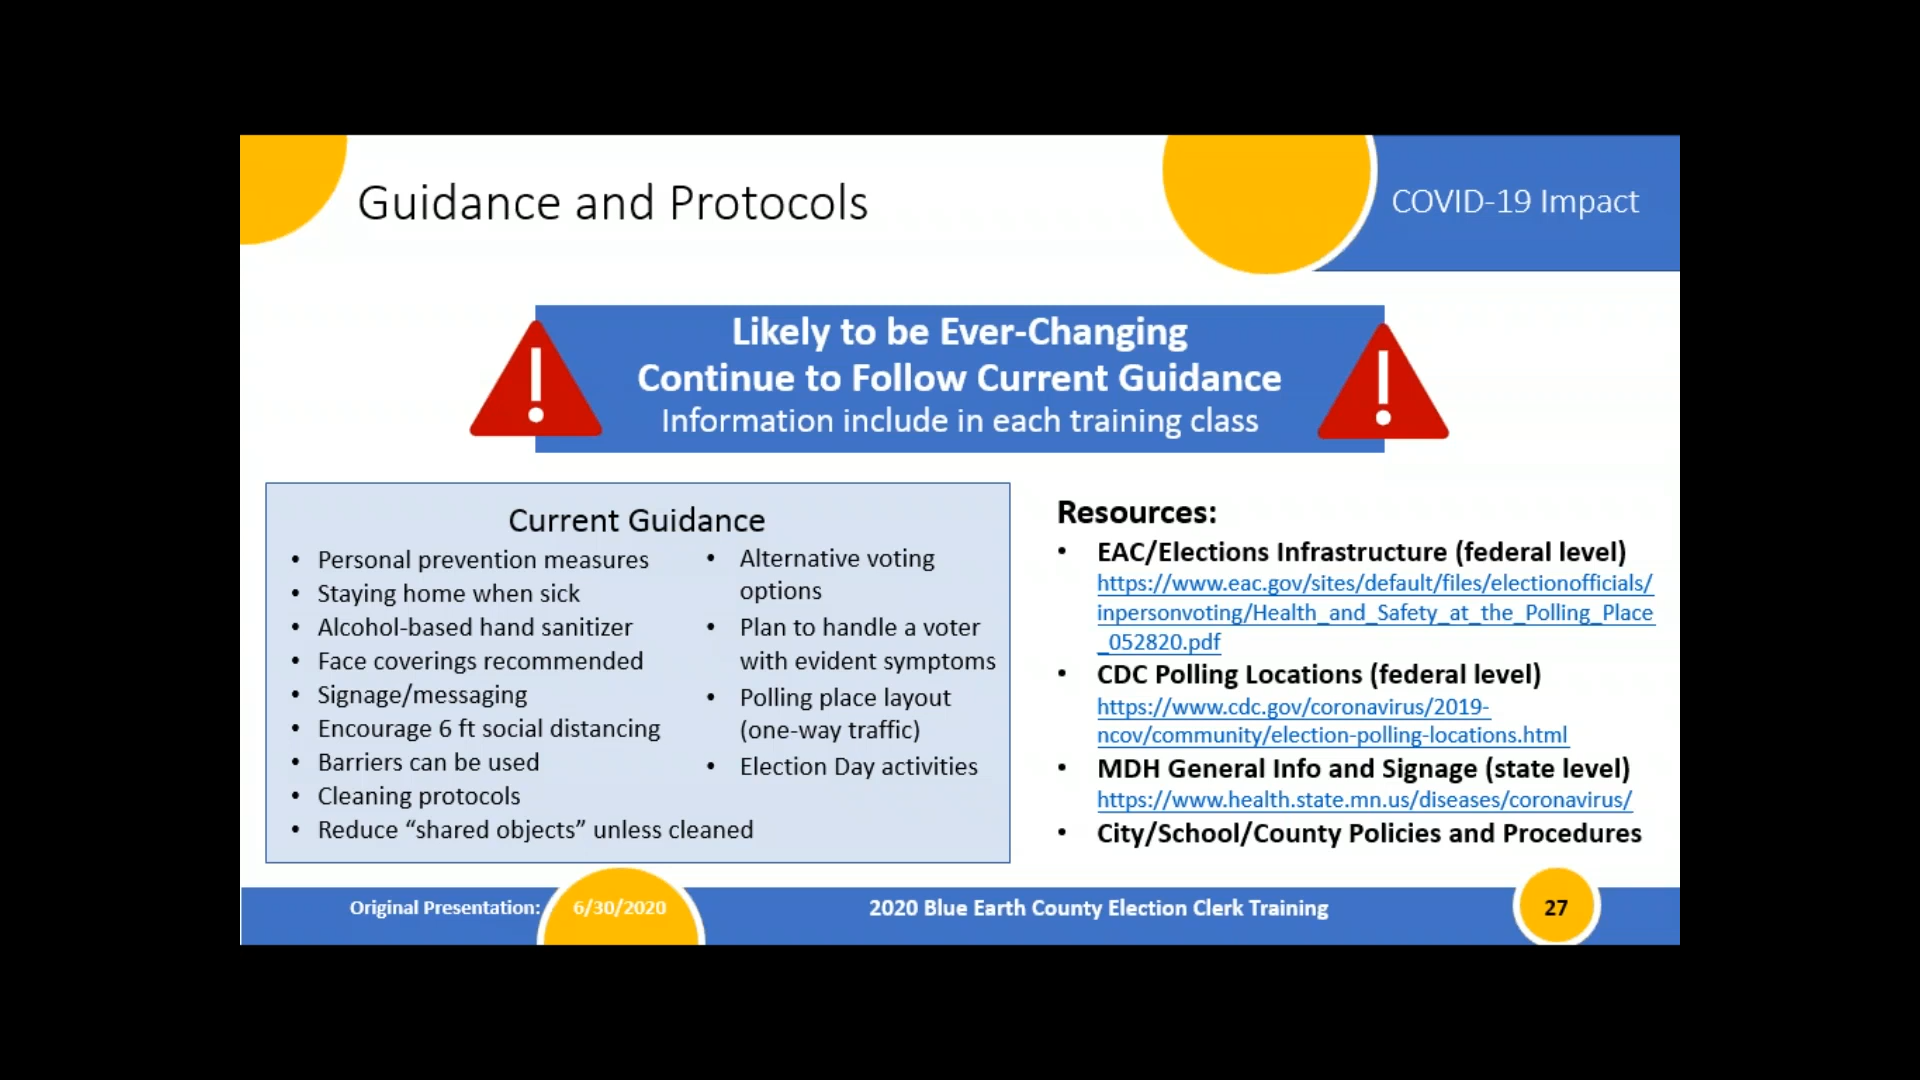 Guidance and Protocols
COVID-19 Impact
Likely to be Ever-Changing
Continue to Follow Current Guidance
Information include in each training class
Current Guidance
• Personal prevention measures
• Staying home when sick
• Alcohol-based hand sanitizer
• Face coverings recommended
• Signage/messaging
• Encourage 6 ft social distancing
• Barriers can be used
• Cleaning protocols
• Reduce “shared objects” unless cleaned
• Alternative voting
options
• Plan to handle a voter
with evident symptoms
• Polling place layout
(one-way traffic)
• Election Day activities
Resources:
• EAC/Elections Infrastructure (federal level)
https://www.eac.gov/sites/default/files/electionofficials/
inpersonvoting/Health_and_Safety_at_the_Polling_Place
_052820.pdf
• CDC Polling Locations (federal level)
https://www.cdc.gov/coronavirus/2019-
ncov/community/election-polling-locations.html
• MDH General Info and Signage (state level)
https://www.health.state.mn.us/diseases/coronavirus/
• City/School/County Policies and Procedures
Original Presentation: 6/30/2020
2020 Blue Earth County Election Clerk Training
27